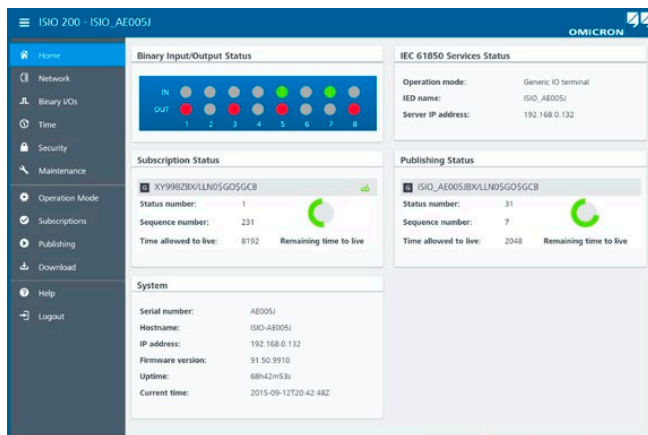 ISIO 200 - ISIO_AE005J
OMICRON
Home
Network
Binary I/Os
Time
Security
Maintenance
Operation Mode
Subscriptions
Publishing
Download
Help
Logout
Binary Input/Output Status
IN
OUT
1 2 3 4 5 6 7 8
IEC 61850 Services Status
Operation mode: Generic IO terminal
IED name: ISIO_AE005J
Server IP address: 192.168.0.132
Subscription Status
G XY998ZBX/LLN0$GO$GCB
Status number: 1
Sequence number: 231
Time allowed to live: 8192 Remaining time to live
Publishing Status
G ISIO_AE005JBX/LLN0$GO$GCB
Status number: 31
Sequence number: 7
Time allowed to live: 2048 Remaining time to live
System
Serial number: AE005J
Hostname: ISIO-AE005J
IP address: 192.168.0.132
Firmware version: 91.50.9910
Uptime: 68h42m53s
Current time: 2015-09-12T20:42:48Z